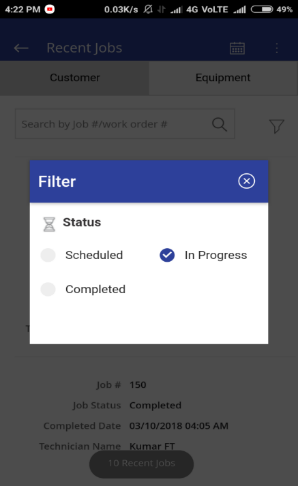 4:22 PM 0.03K/s 4G VoLTE 49%
Recent Jobs
Customer Equipment
Search by Job #/work order #
Filter
Status
Scheduled In Progress
Completed
T
Job # 150
Job Status Completed
Completed Date 03/10/2018 04:05 AM
Technician Name Kumar FT
10 Recent Jobs